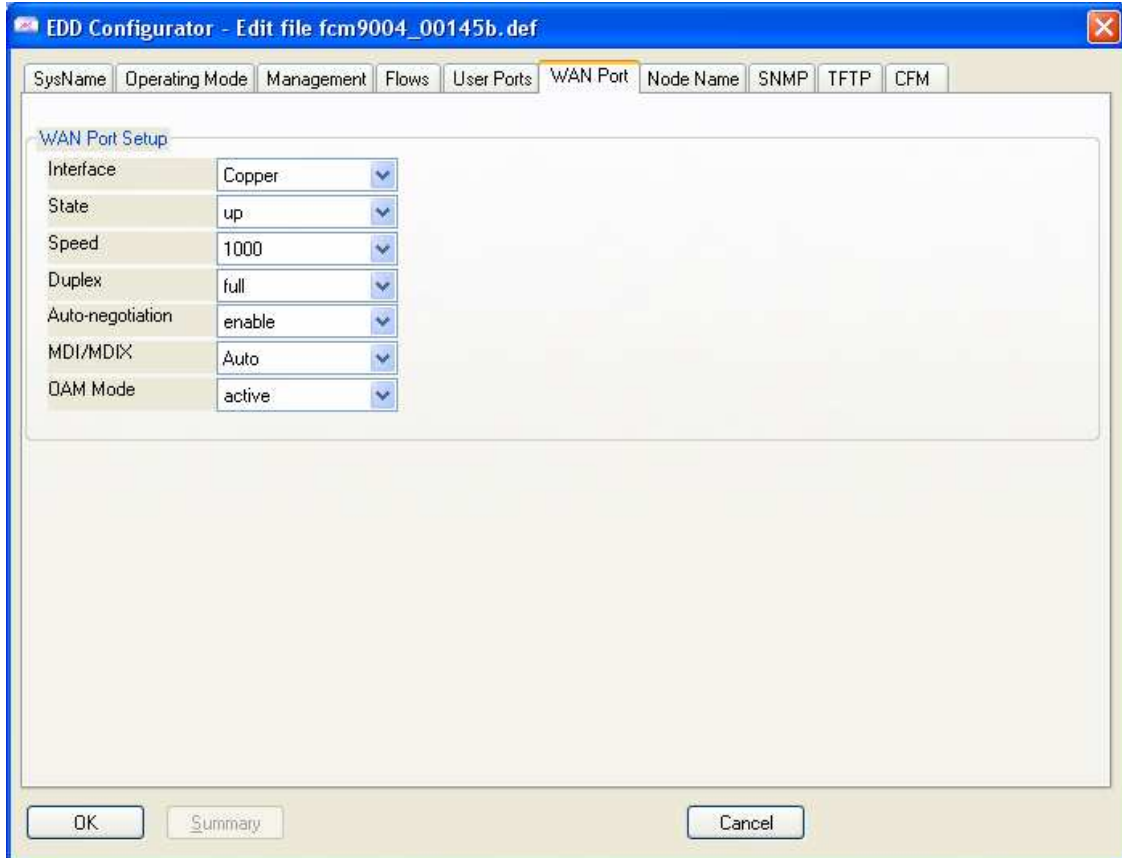 EDD Configurator - Edit file fcm9004_00145b.def
SysName Operating Mode Management Flows User Ports WAN Port Node Name SNMP TFTP CFM
WAN Port Setup
Interface Copper
State up
Speed 1000
Duplex full
Auto-negotiation enable
MDI/MDIX Auto
OAM Mode active
OK Summary Cancel